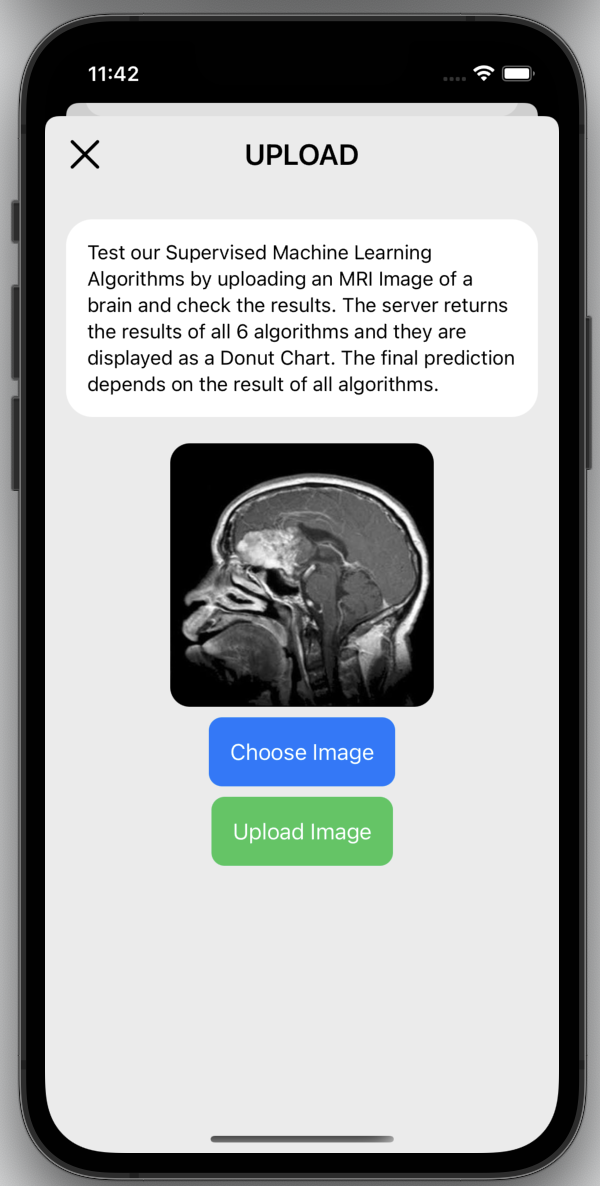 11:42
UPLOAD
Test our Supervised Machine Learning
Algorithms by uploading an MRI Image of a
brain and check the results. The server returns
the results of all 6 algorithms and they are
displayed as a Donut Chart. The final prediction
depends on the result of all algorithms.
Choose Image
Upload Image